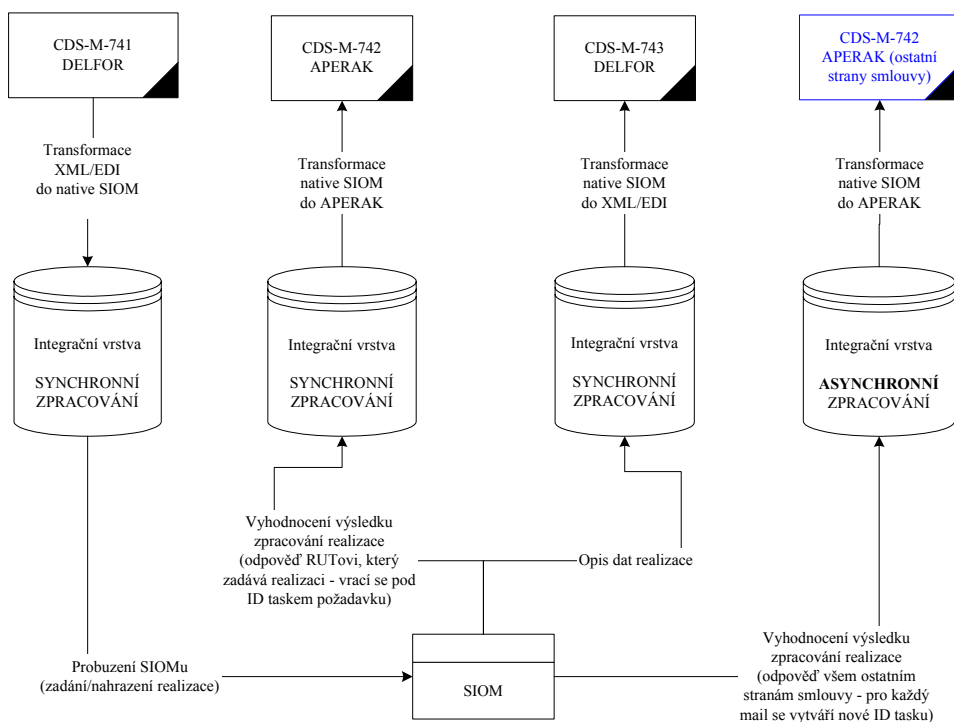 CDS-M-741
DELFOR
CDS-M-742
APERAK
CDS-M-743
DELFOR
CDS-M-742
APERAK (ostatní
strany smlouvy)
Transformace
XML/EDI
do native SIOM
Transformace
native SIOM
do APERAK
Transformace
native SIOM
do XML/EDI
Transformace
native SIOM
do APERAK
Integrační vrstva
SYNCHRONNÍ
ZPRACOVÁNÍ
Integrační vrstva
SYNCHRONNÍ
ZPRACOVÁNÍ
Integrační vrstva
SYNCHRONNÍ
ZPRACOVÁNÍ
Integrační vrstva
ASYNCHRONNÍ
ZPRACOVÁNÍ
Vyhodnocení výsledku
zpracování realizace
(odpověď RUTovi, který
zadává realizaci - vrací se pod
ID taskem požadavku)
Opis dat realizace
Probuzení SIOMu
(zadání/nahrazení realizace)
SIOM
Vyhodnocení výsledku
zpracování realizace
(odpověď všem ostatním
stranám smlouvy - pro každý
mail se vytváří nové ID tasku)